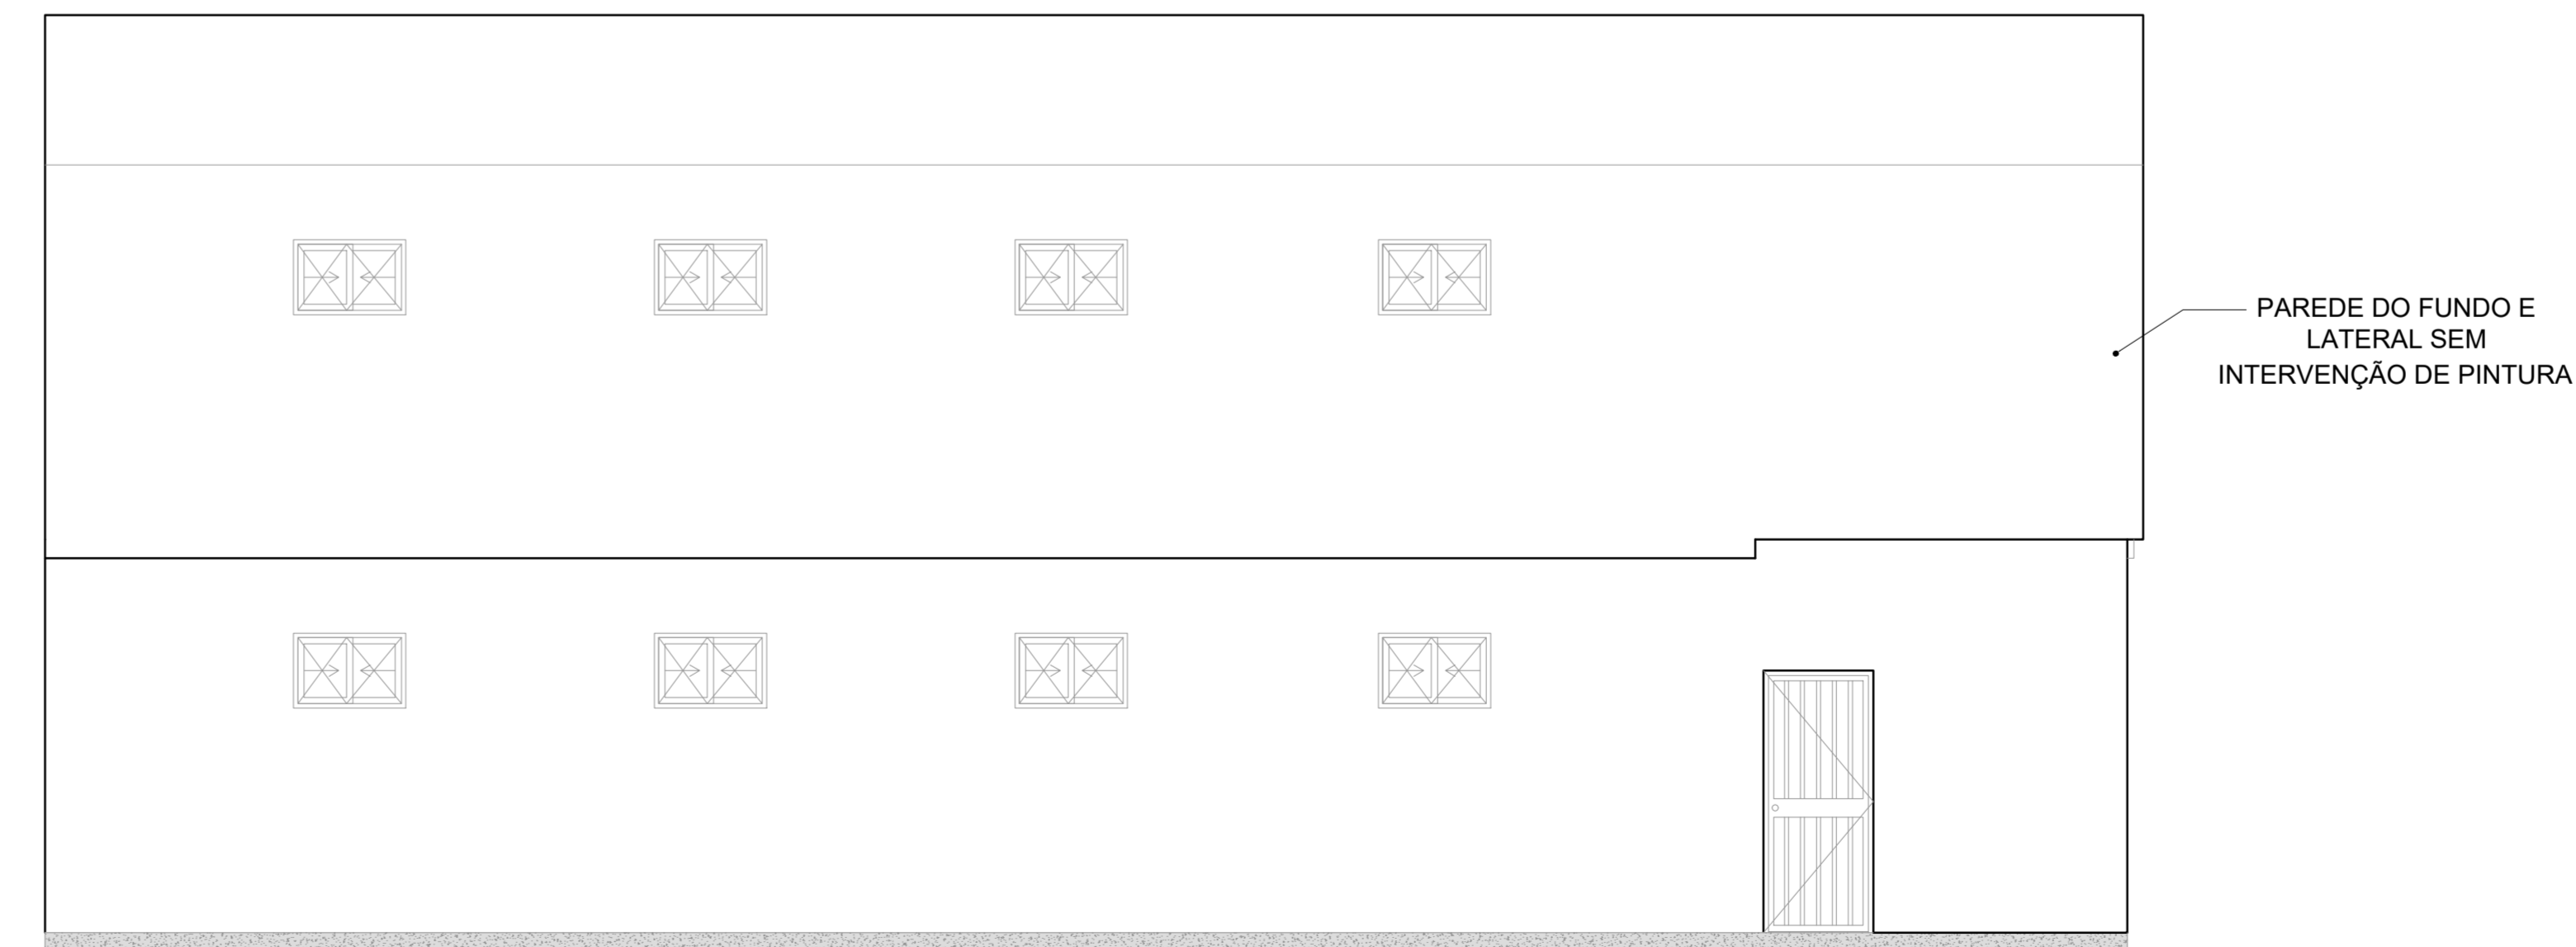 PAREDE DO FUNDO E
LATERAL SEM
INTERVENÇÃO DE PINTURA